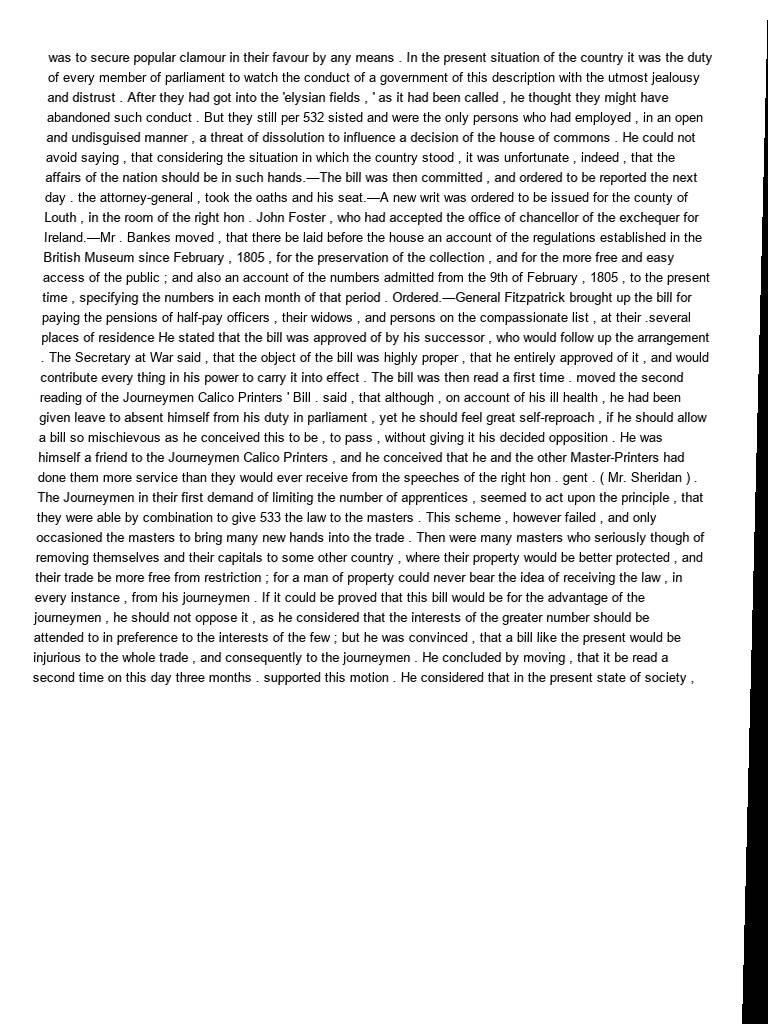 was to secure popular clamour in their favour by any means . In the present situation of the country it was the duty
of every member of parliament to watch the conduct of a government of this description with the utmost jealousy
and distrust . After they had got into the 'elysian fields , ' as it had been called , he thought they might have
abandoned such conduct . But they still per 532 sisted and were the only persons who had employed , in an open
and undisguised manner , a threat of dissolution to influence a decision of the house of commons . He could not
avoid saying , that considering the situation in which the country stood , it was unfortunate , indeed , that the
affairs of the nation should be in such hands.—The bill was then committed , and ordered to be reported the next
day . the attorney-general , took the oaths and his seat.—A new writ was ordered to be issued for the county of
Louth , in the room of the right hon . John Foster , who had accepted the office of chancellor of the exchequer for
Ireland.—Mr . Bankes moved , that there be laid before the house an account of the regulations established in the
British Museum since February , 1805 , for the preservation of the collection , and for the more free and easy
access of the public ; and also an account of the numbers admitted from the 9th of February , 1805 , to the present
time , specifying the numbers in each month of that period . Ordered.—General Fitzpatrick brought up the bill for
paying the pensions of half-pay officers , their widows , and persons on the compassionate list , at their .several
places of residence He stated that the bill was approved of by his successor , who would follow up the arrangement
. The Secretary at War said , that the object of the bill was highly proper , that he entirely approved of it , and would
contribute every thing in his power to carry it into effect . The bill was then read a first time . moved the second
reading of the Journeymen Calico Printers ' Bill . said , that although , on account of his ill health , he had been
given leave to absent himself from his duty in parliament , yet he should feel great self-reproach , if he should allow
a bill so mischievous as he conceived this to be , to pass , without giving it his decided opposition . He was
himself a friend to the Journeymen Calico Printers , and he conceived that he and the other Master-Printers had
done them more service than they would ever receive from the speeches of the right hon . gent . ( Mr. Sheridan ) .
The Journeymen in their first demand of limiting the number of apprentices , seemed to act upon the principle , that
they were able by combination to give 533 the law to the masters . This scheme , however failed , and only
occasioned the masters to bring many new hands into the trade . Then were many masters who seriously though of
removing themselves and their capitals to some other country , where their property would be better protected , and
their trade be more free from restriction ; for a man of property could never bear the idea of receiving the law , in
every instance , from his journeymen . If it could be proved that this bill would be for the advantage of the
journeymen , he should not oppose it , as he considered that the interests of the greater number should be
attended to in preference to the interests of the few ; but he was convinced , that a bill like the present would be
injurious to the whole trade , and consequently to the journeymen . He concluded by moving , that it be read a
second time on this day three months . supported this motion . He considered that in the present state of society ,